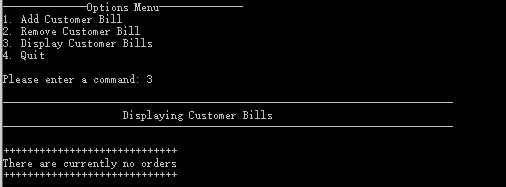 Options Menu
1. Add Customer Bill
2. Remove Customer Bill
3. Display Customer Bills
4. Quit
Please enter a command: 3
Displaying Customer Bills
+++++++++++++++++++++++++++++
There are currently no orders
+++++++++++++++++++++++++++++